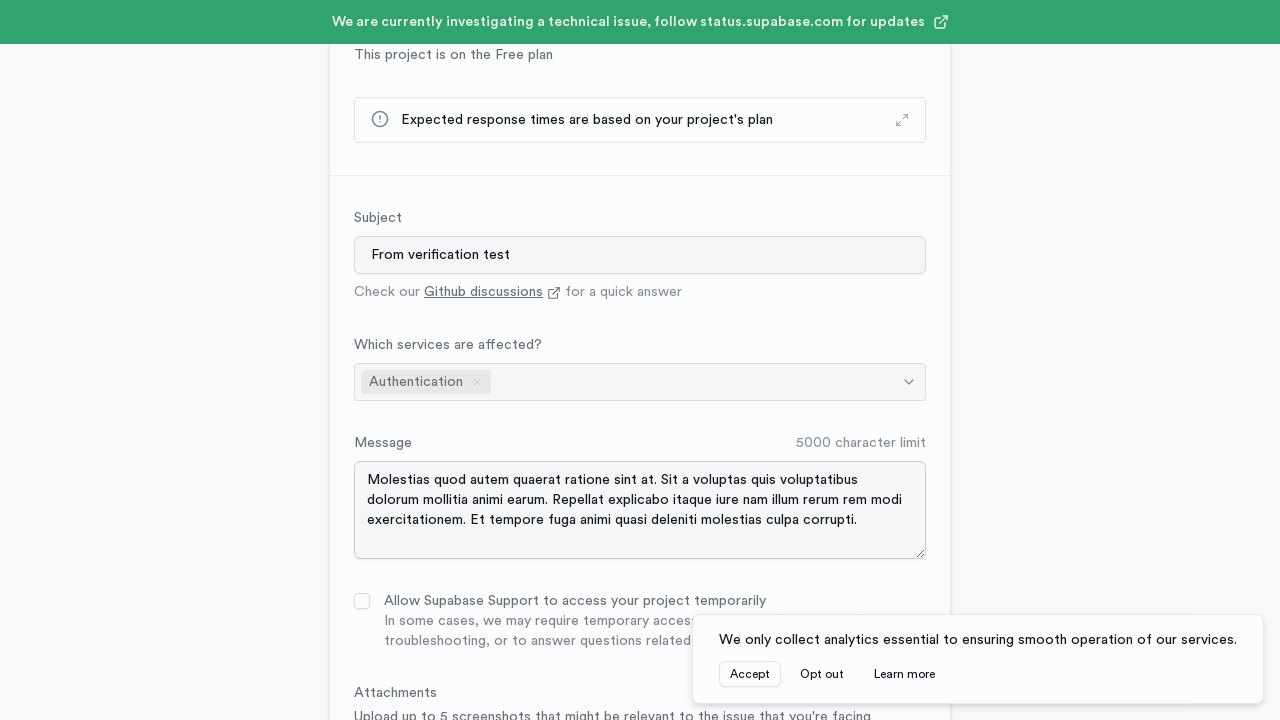 We are currently investigating a technical issue, follow status.supabase.com for updates
This project is on the Free plan
Expected response times are based on your project's plan
Subject
From verification test
Check our Github discussions for a quick answer
Which services are affected?
Authentication
Message
5000 character limit
Molestias quod autem quaerat ratione sint at. Sit a voluptas quis voluptatibus
dolorum mollitia animi earum. Repellat explicabo itaque iure nam illum rerum rem modi
exercitationem. Et tempore fuga animi quasi deleniti molestias culpa corrupti.
Allow Supabase Support to access your project temporarily
In some cases, we may require temporary acces
troubleshooting, or to answer questions related
We only collect analytics essential to ensuring smooth operation of our services.
Accept
Opt out
Learn more
Attachments
Upload up to 5 screenshots that might be relevant to the issue that you're facing